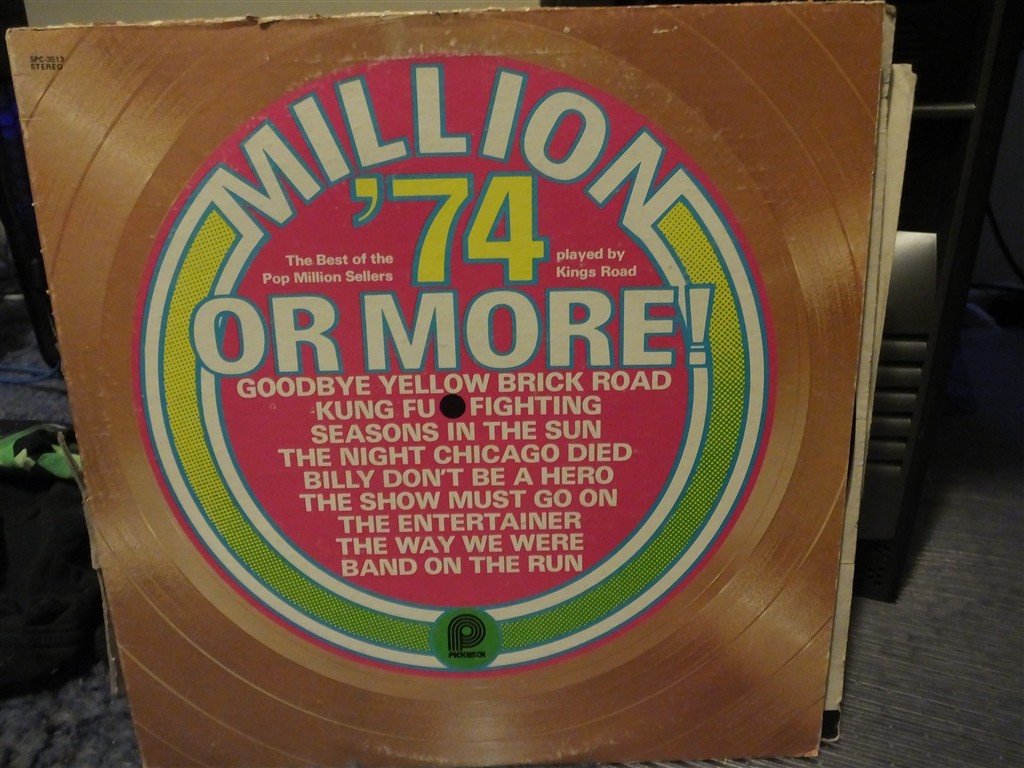 SPC-3513
STEREO
MILLION
'74
The Best of the
Pop Million Sellers
played by
Kings Road
OR MORE!
GOODBYE YELLOW BRICK ROAD
KUNG FU FIGHTING
SEASONS IN THE SUN
THE NIGHT CHICAGO DIED
BILLY DON'T BE A HERO
THE SHOW MUST GO ON
THE ENTERTAINER
THE WAY WE WERE
BAND ON THE RUN
PICKWICK